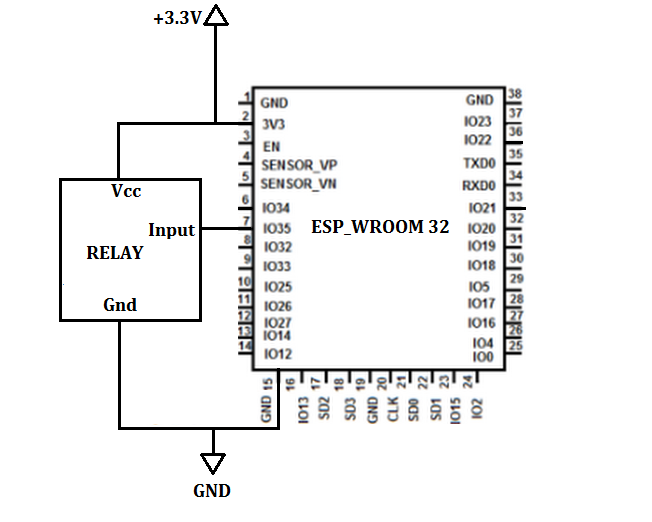 +3.3V
1 GND GND 38
2 3V3 IO23 37
3 EN IO22 36
4 SENSOR_VP TXD0 35
5 SENSOR_VN RXD0 34
6 IO34 IO21 33
7 IO35 IO20 32
8 IO32 IO19 31
9 IO33 IO18 30
10 IO25 IO5 29
11 IO26 IO17 28
12 IO27 IO16 27
13 IO14 IO4 26
14 IO12 IO0 25
ESP_WROOM 32
Vcc
Input
RELAY
Gnd
15 GND
16 IO13
17 SD2
18 SD3
19 GND
20 CLK
21 SD0
22 SD1
23 IO15
24 IO2
GND